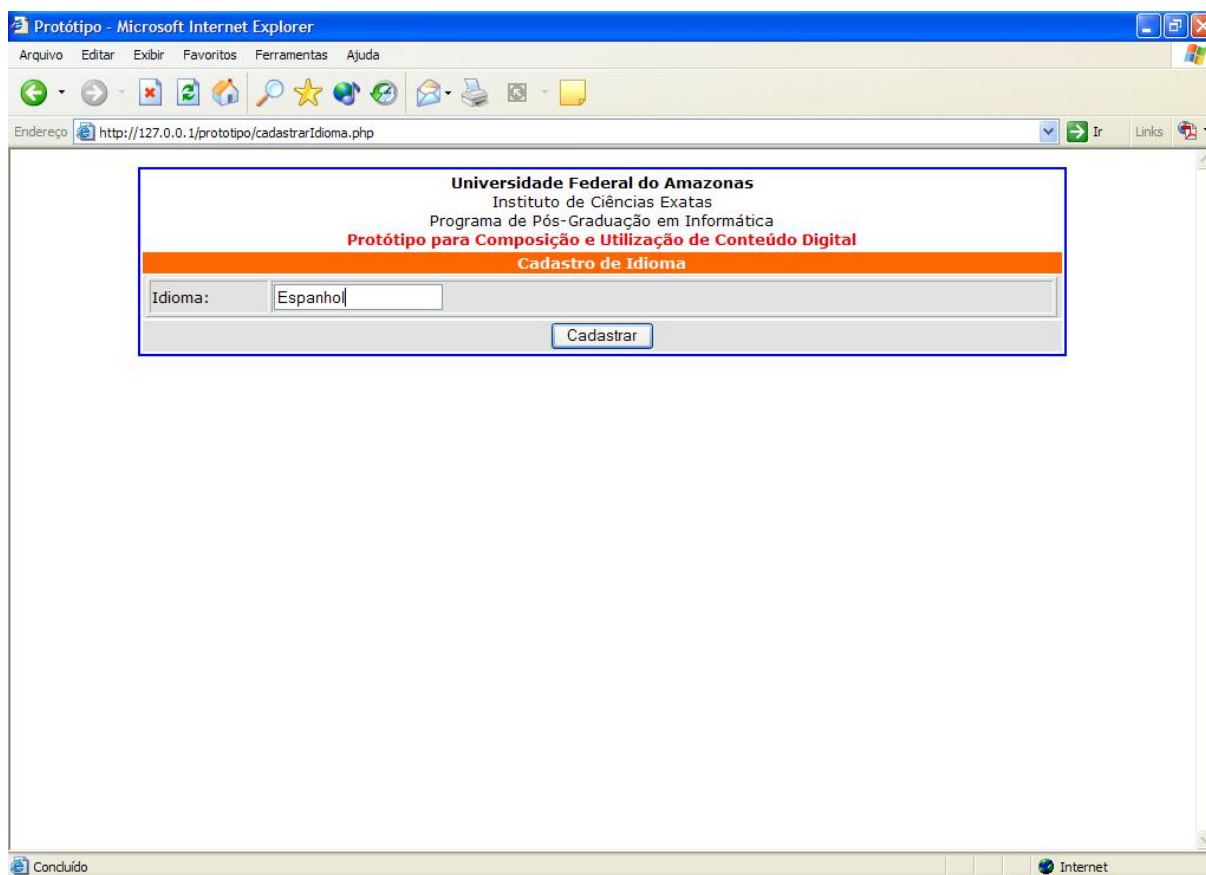 Protótipo - Microsoft Internet Explorer
Arquivo Editar Exibir Favoritos Ferramentas Ajuda
Endereço http://127.0.0.1/prototipo/cadastrarIdioma.php Ir Links
Universidade Federal do Amazonas
Instituto de Ciências Exatas
Programa de Pós-Graduação em Informática
Protótipo para Composição e Utilização de Conteúdo Digital
Cadastro de Idioma
Idioma: Espanhol
Cadastrar
Concluído Internet